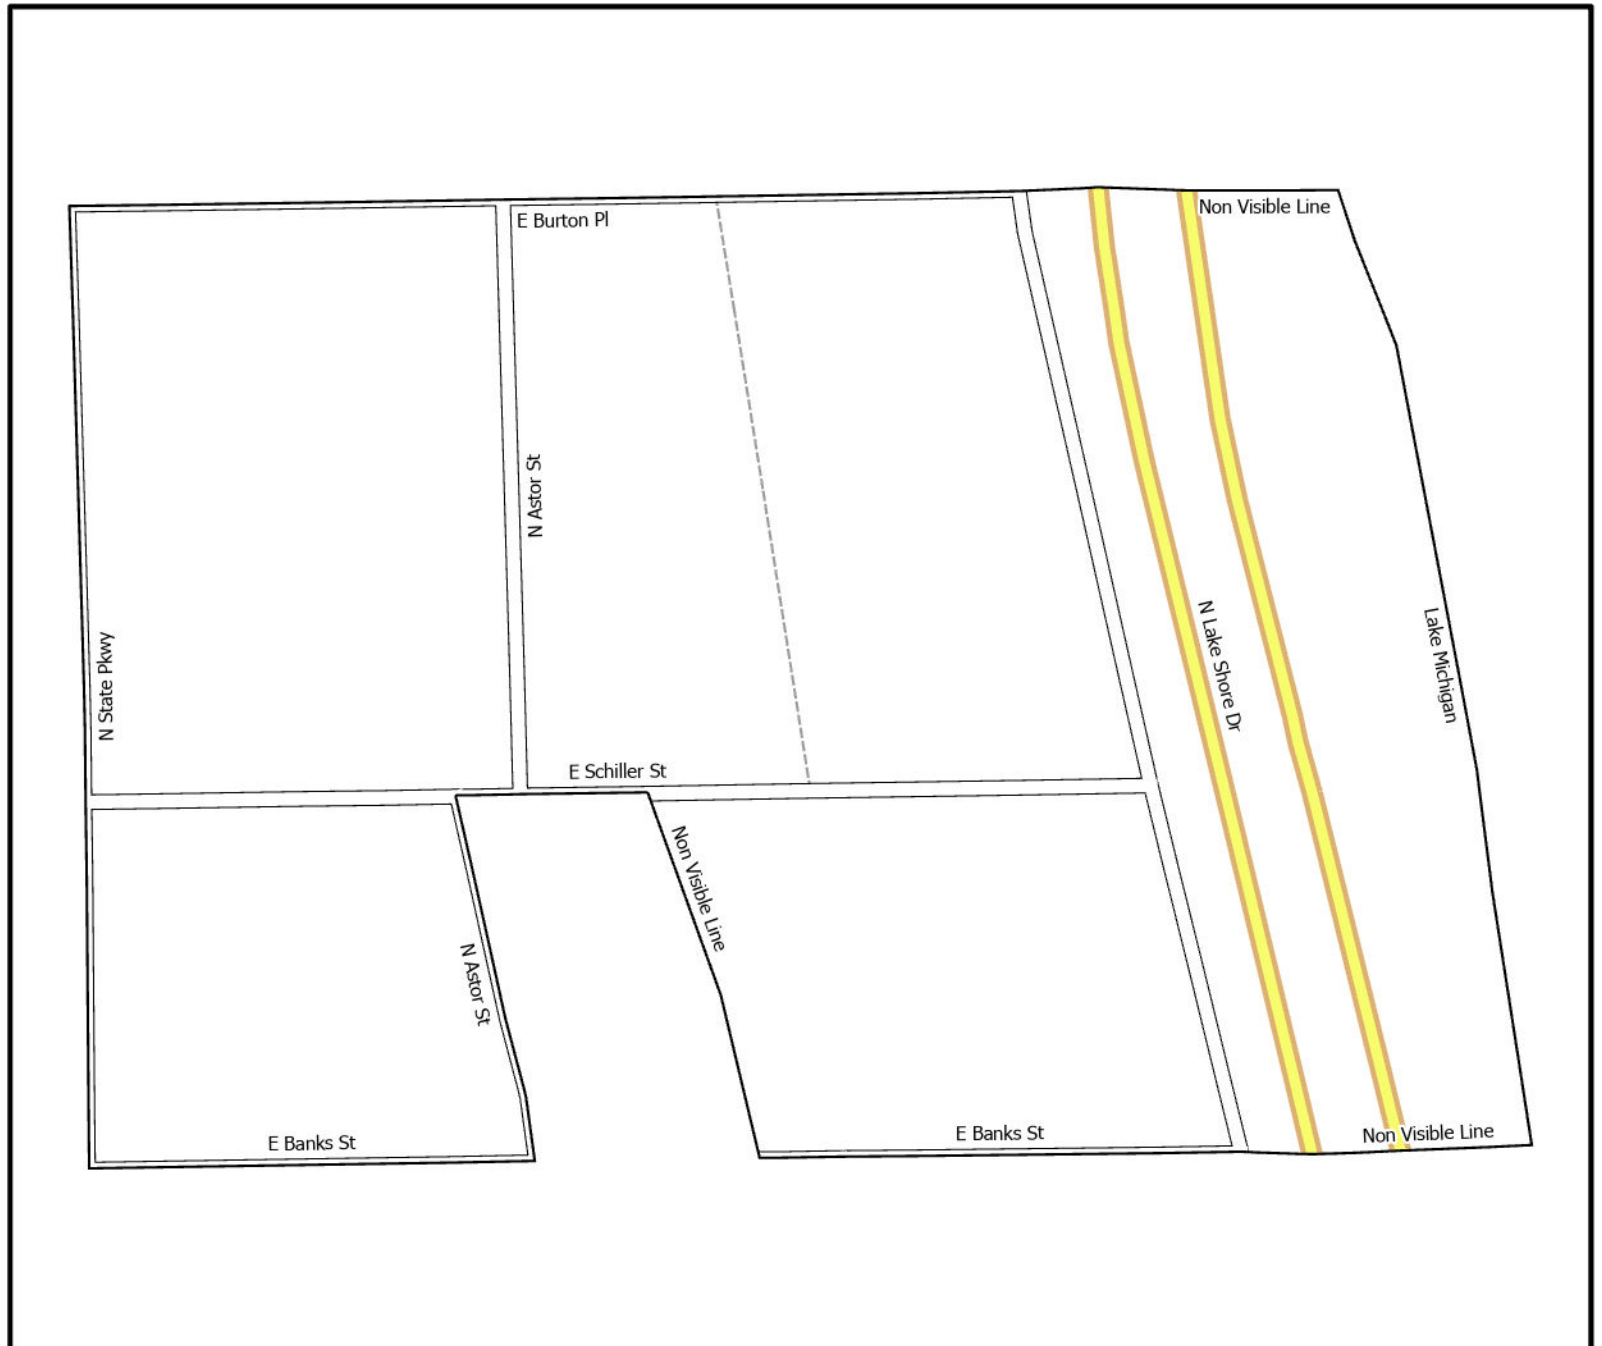 Non Visible Line
E Burton Pl
N Astor St
N State Pkwy
N Lake Shore Dr
Lake Michigan
E Schiller St
Non Visible Line
N Astor St
E Banks St
E Banks St
Non Visible Line